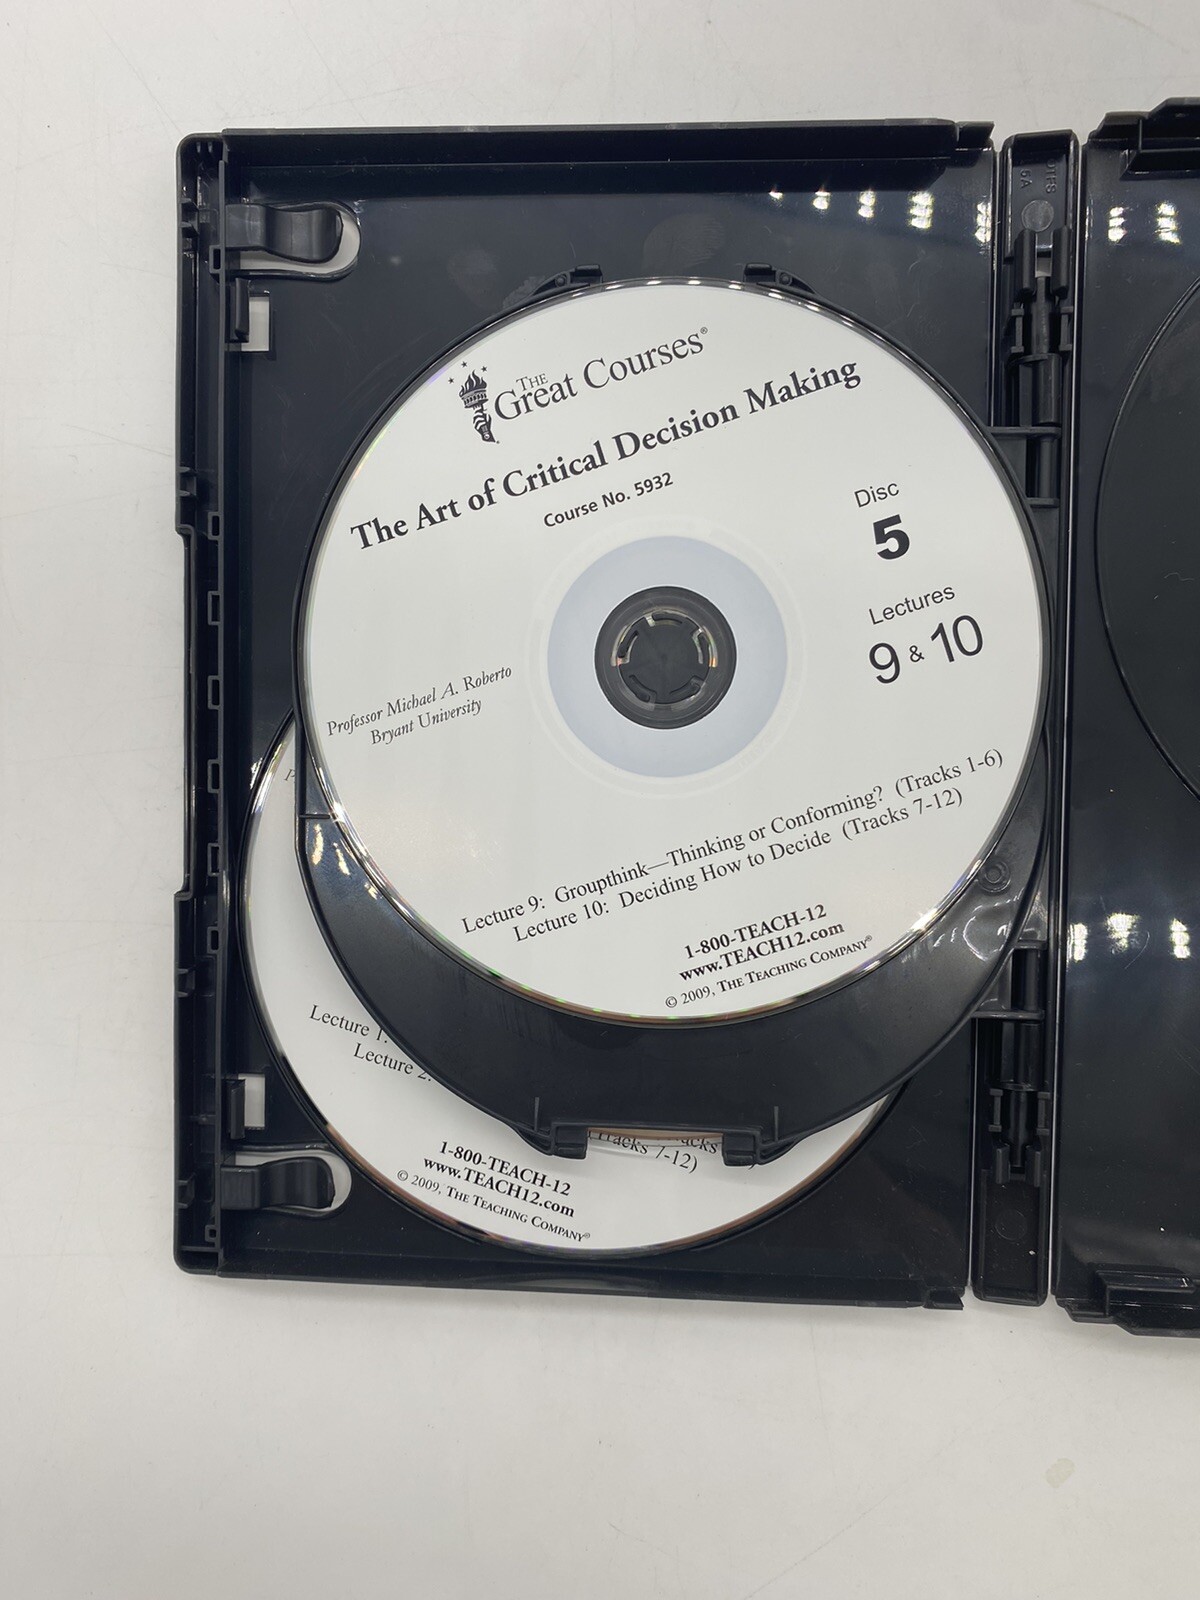 THE
Great Courses®
The Art of Critical Decision Making
Course No. 5932
Disc
5
Lectures
9 & 10
Professor Michael A. Roberto
Bryant University
Lecture 9: Groupthink—Thinking or Conforming? (Tracks 1-6)
Lecture 10: Deciding How to Decide (Tracks 7-12)
1-800-TEACH-12
www.TEACH12.com
© 2009, THE TEACHING COMPANY®
Lecture 1:
Lecture 2:
(Tracks 7-12)
1-800-TEACH-12
www.TEACH12.com
© 2009, THE TEACHING COMPANY®